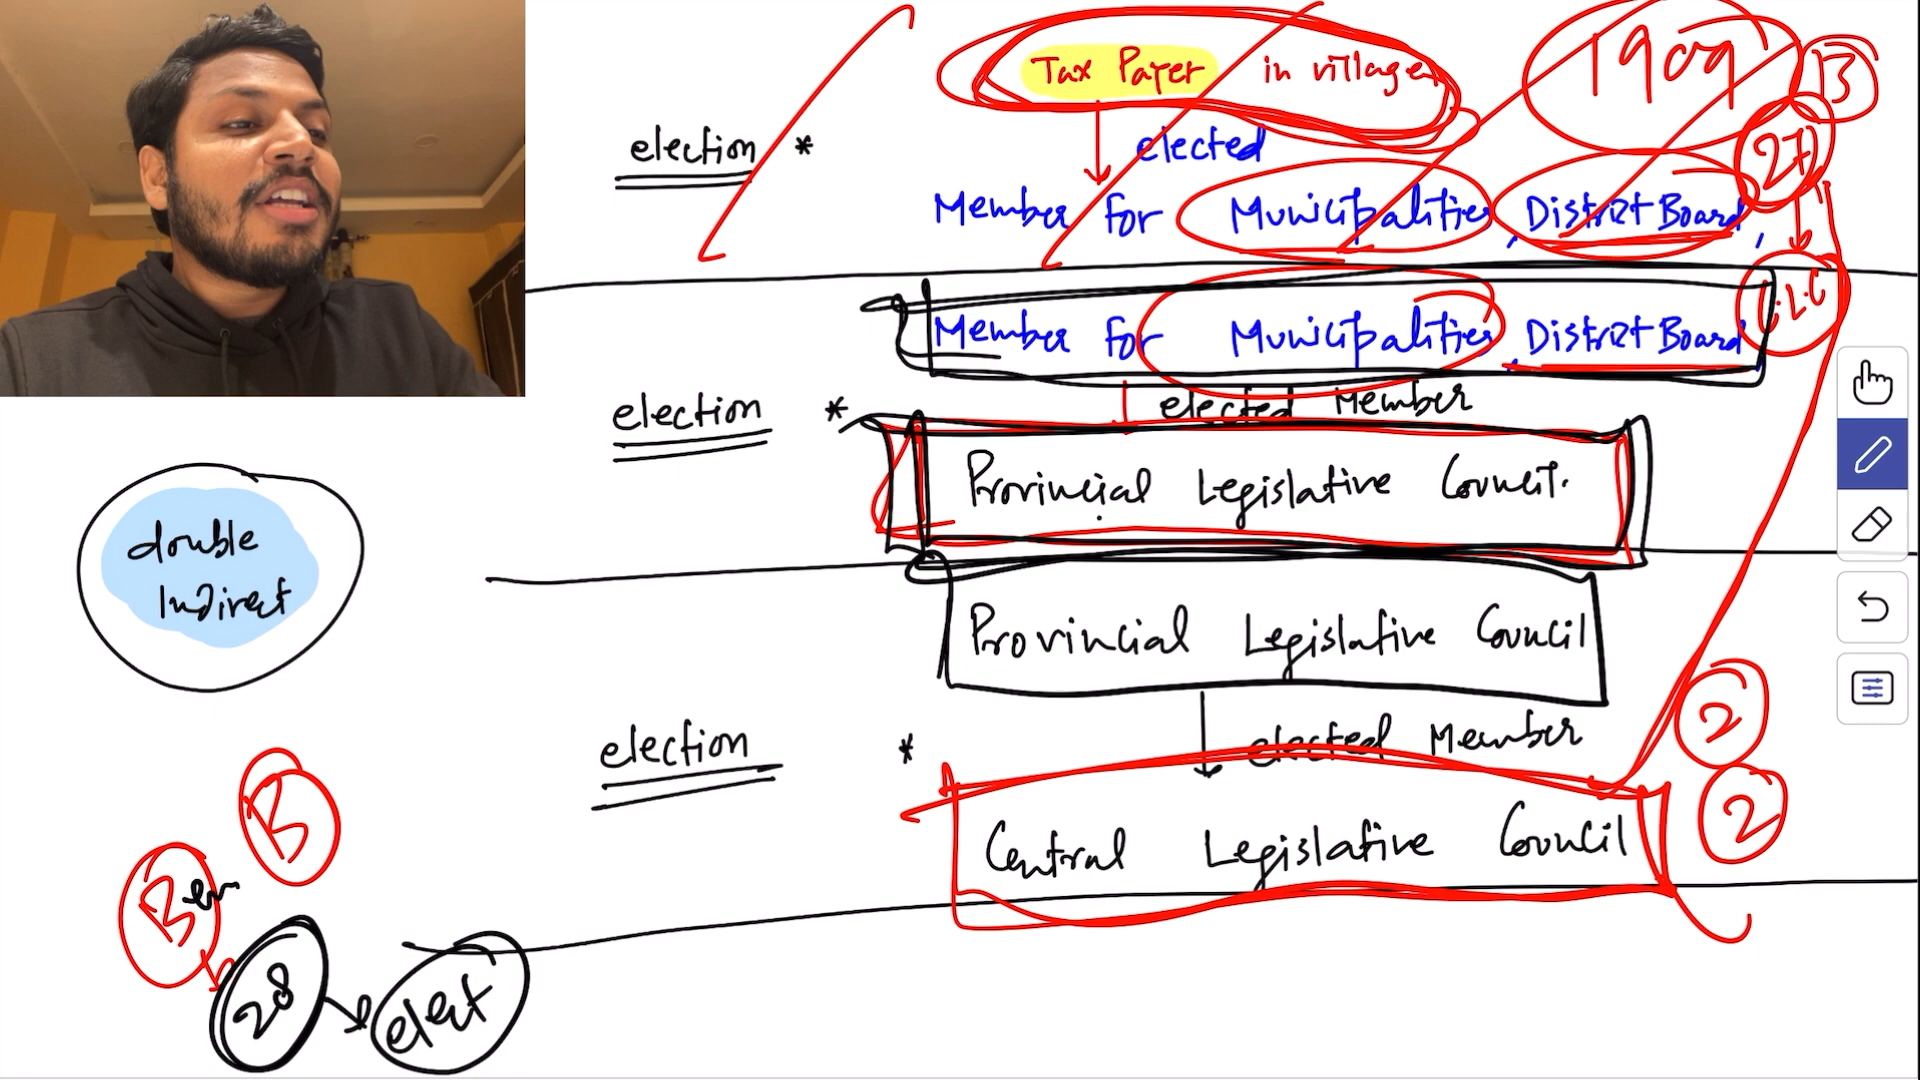 Tax Payer in villages
1909
13
27
election *
elected
Member for Municipalities, District Board,
Member for Municipalities, District Board,
C.L.C
election *
elected Member
Provincial Legislative Council.
double
Indirect
Provincial Legislative Council
election *
elected Member
2
2
Central Legislative Council
B
Ben
28
elect